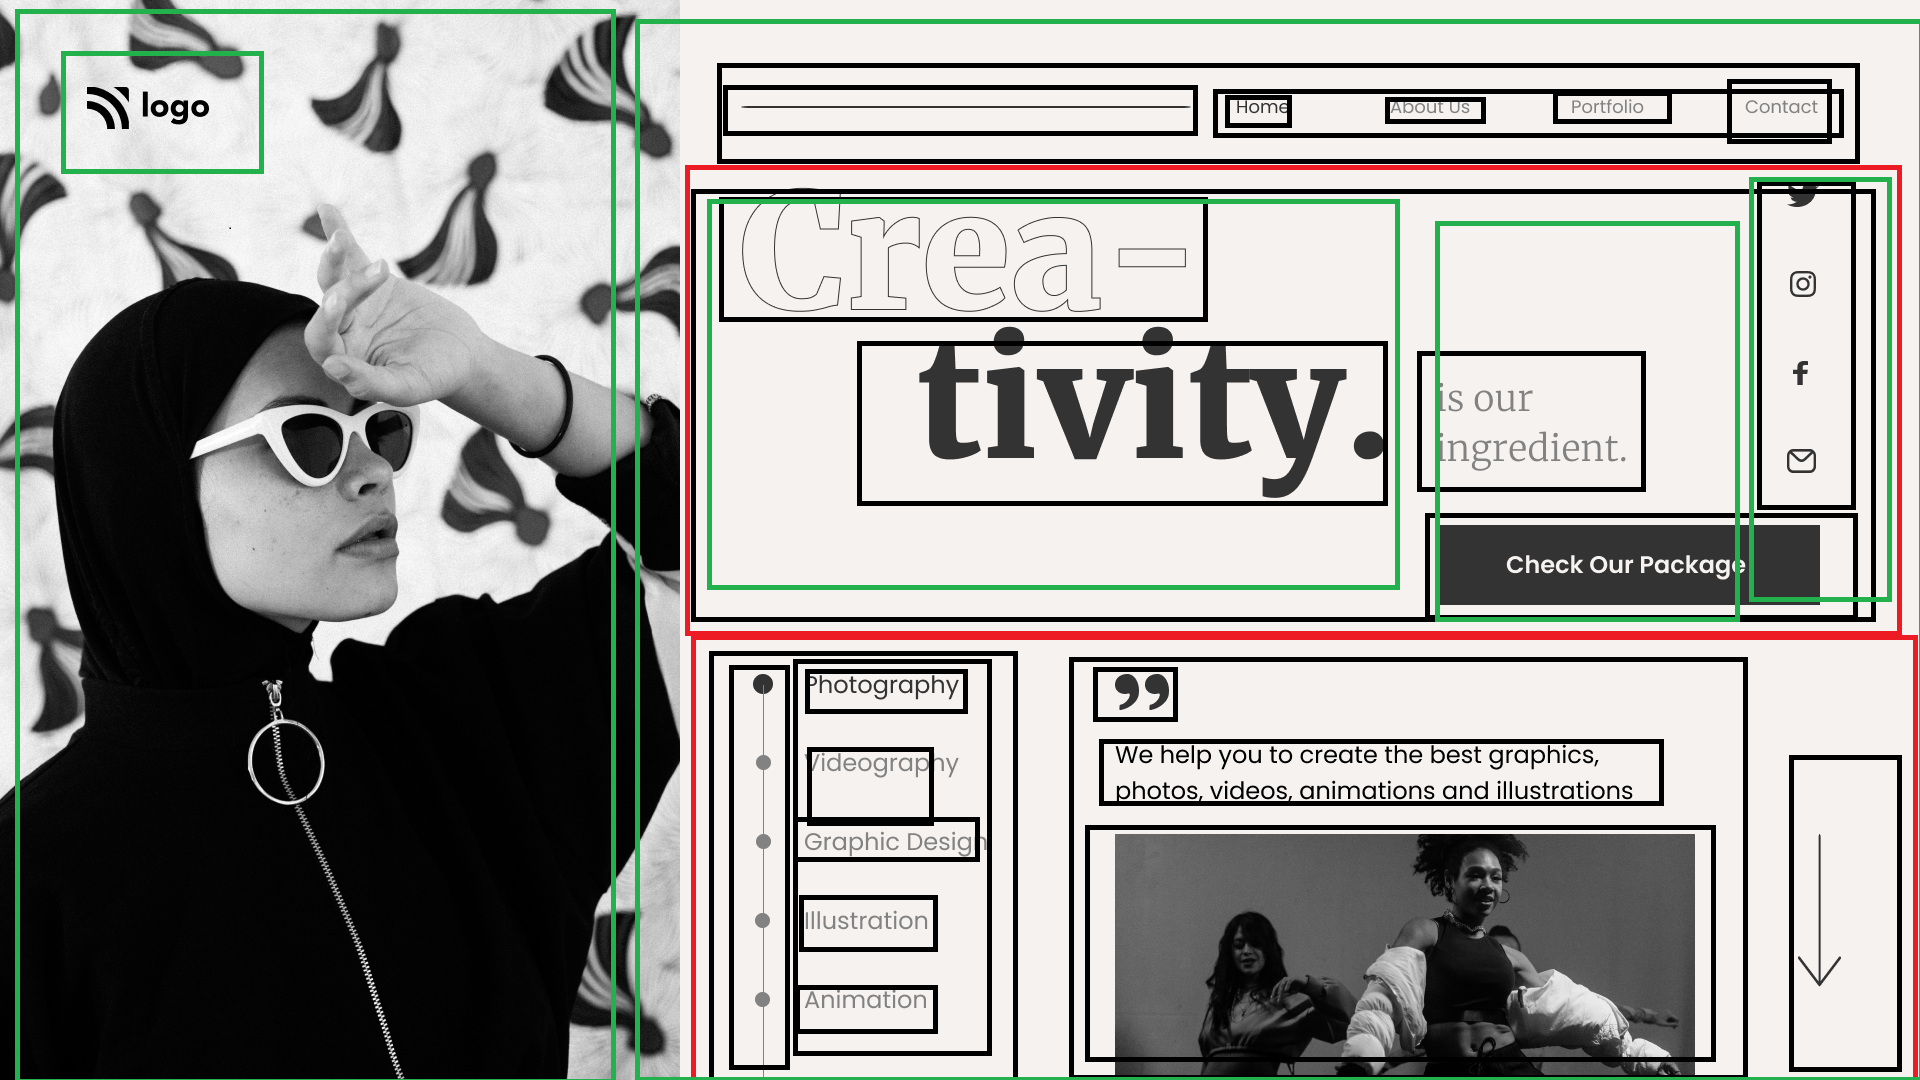 logo
Home About Us Portfolio Contact
Crea-
tivity.
is our
ingredient.
Check Our Package
Photography
Videography
Graphic Design
Illustration
Animation
”
We help you to create the best graphics,
photos, videos, animations and illustrations